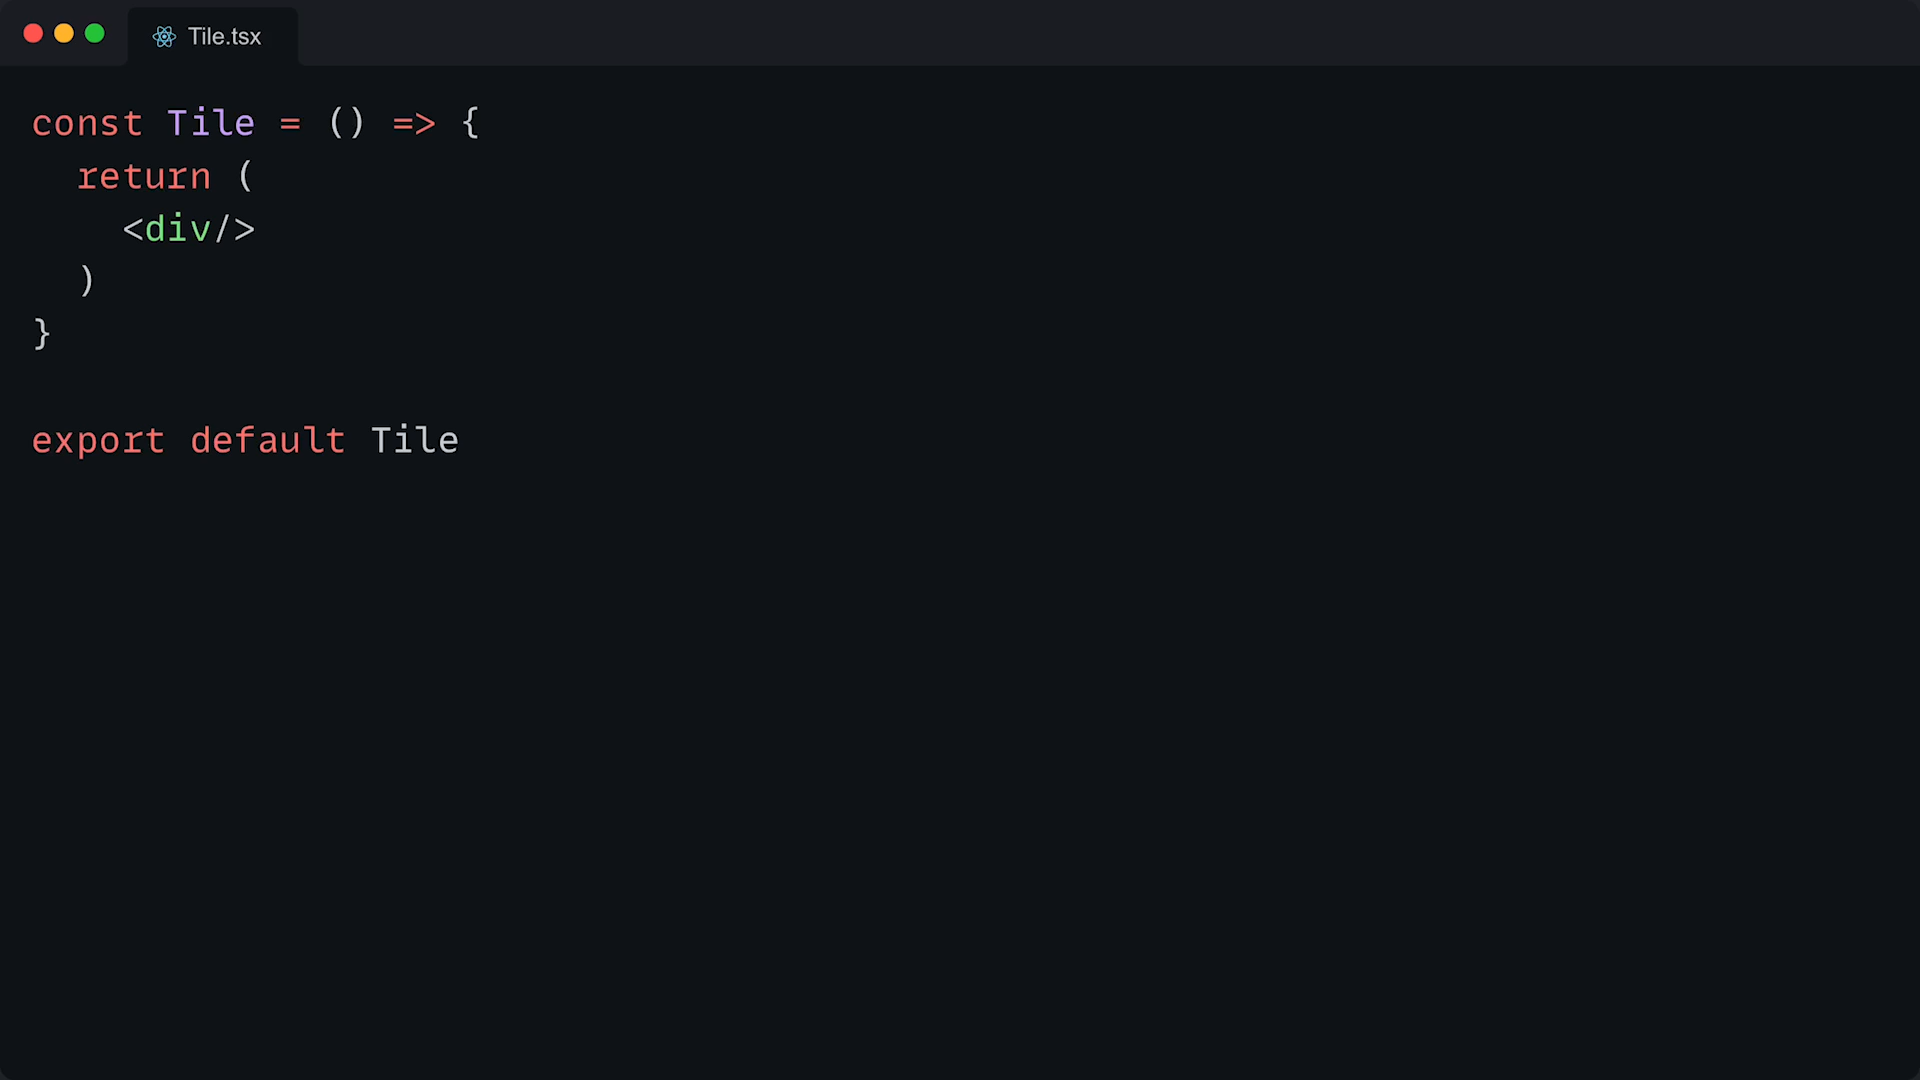 Tile.tsx
const Tile = () => {
  return (
    <div/>
  )
}
export default Tile